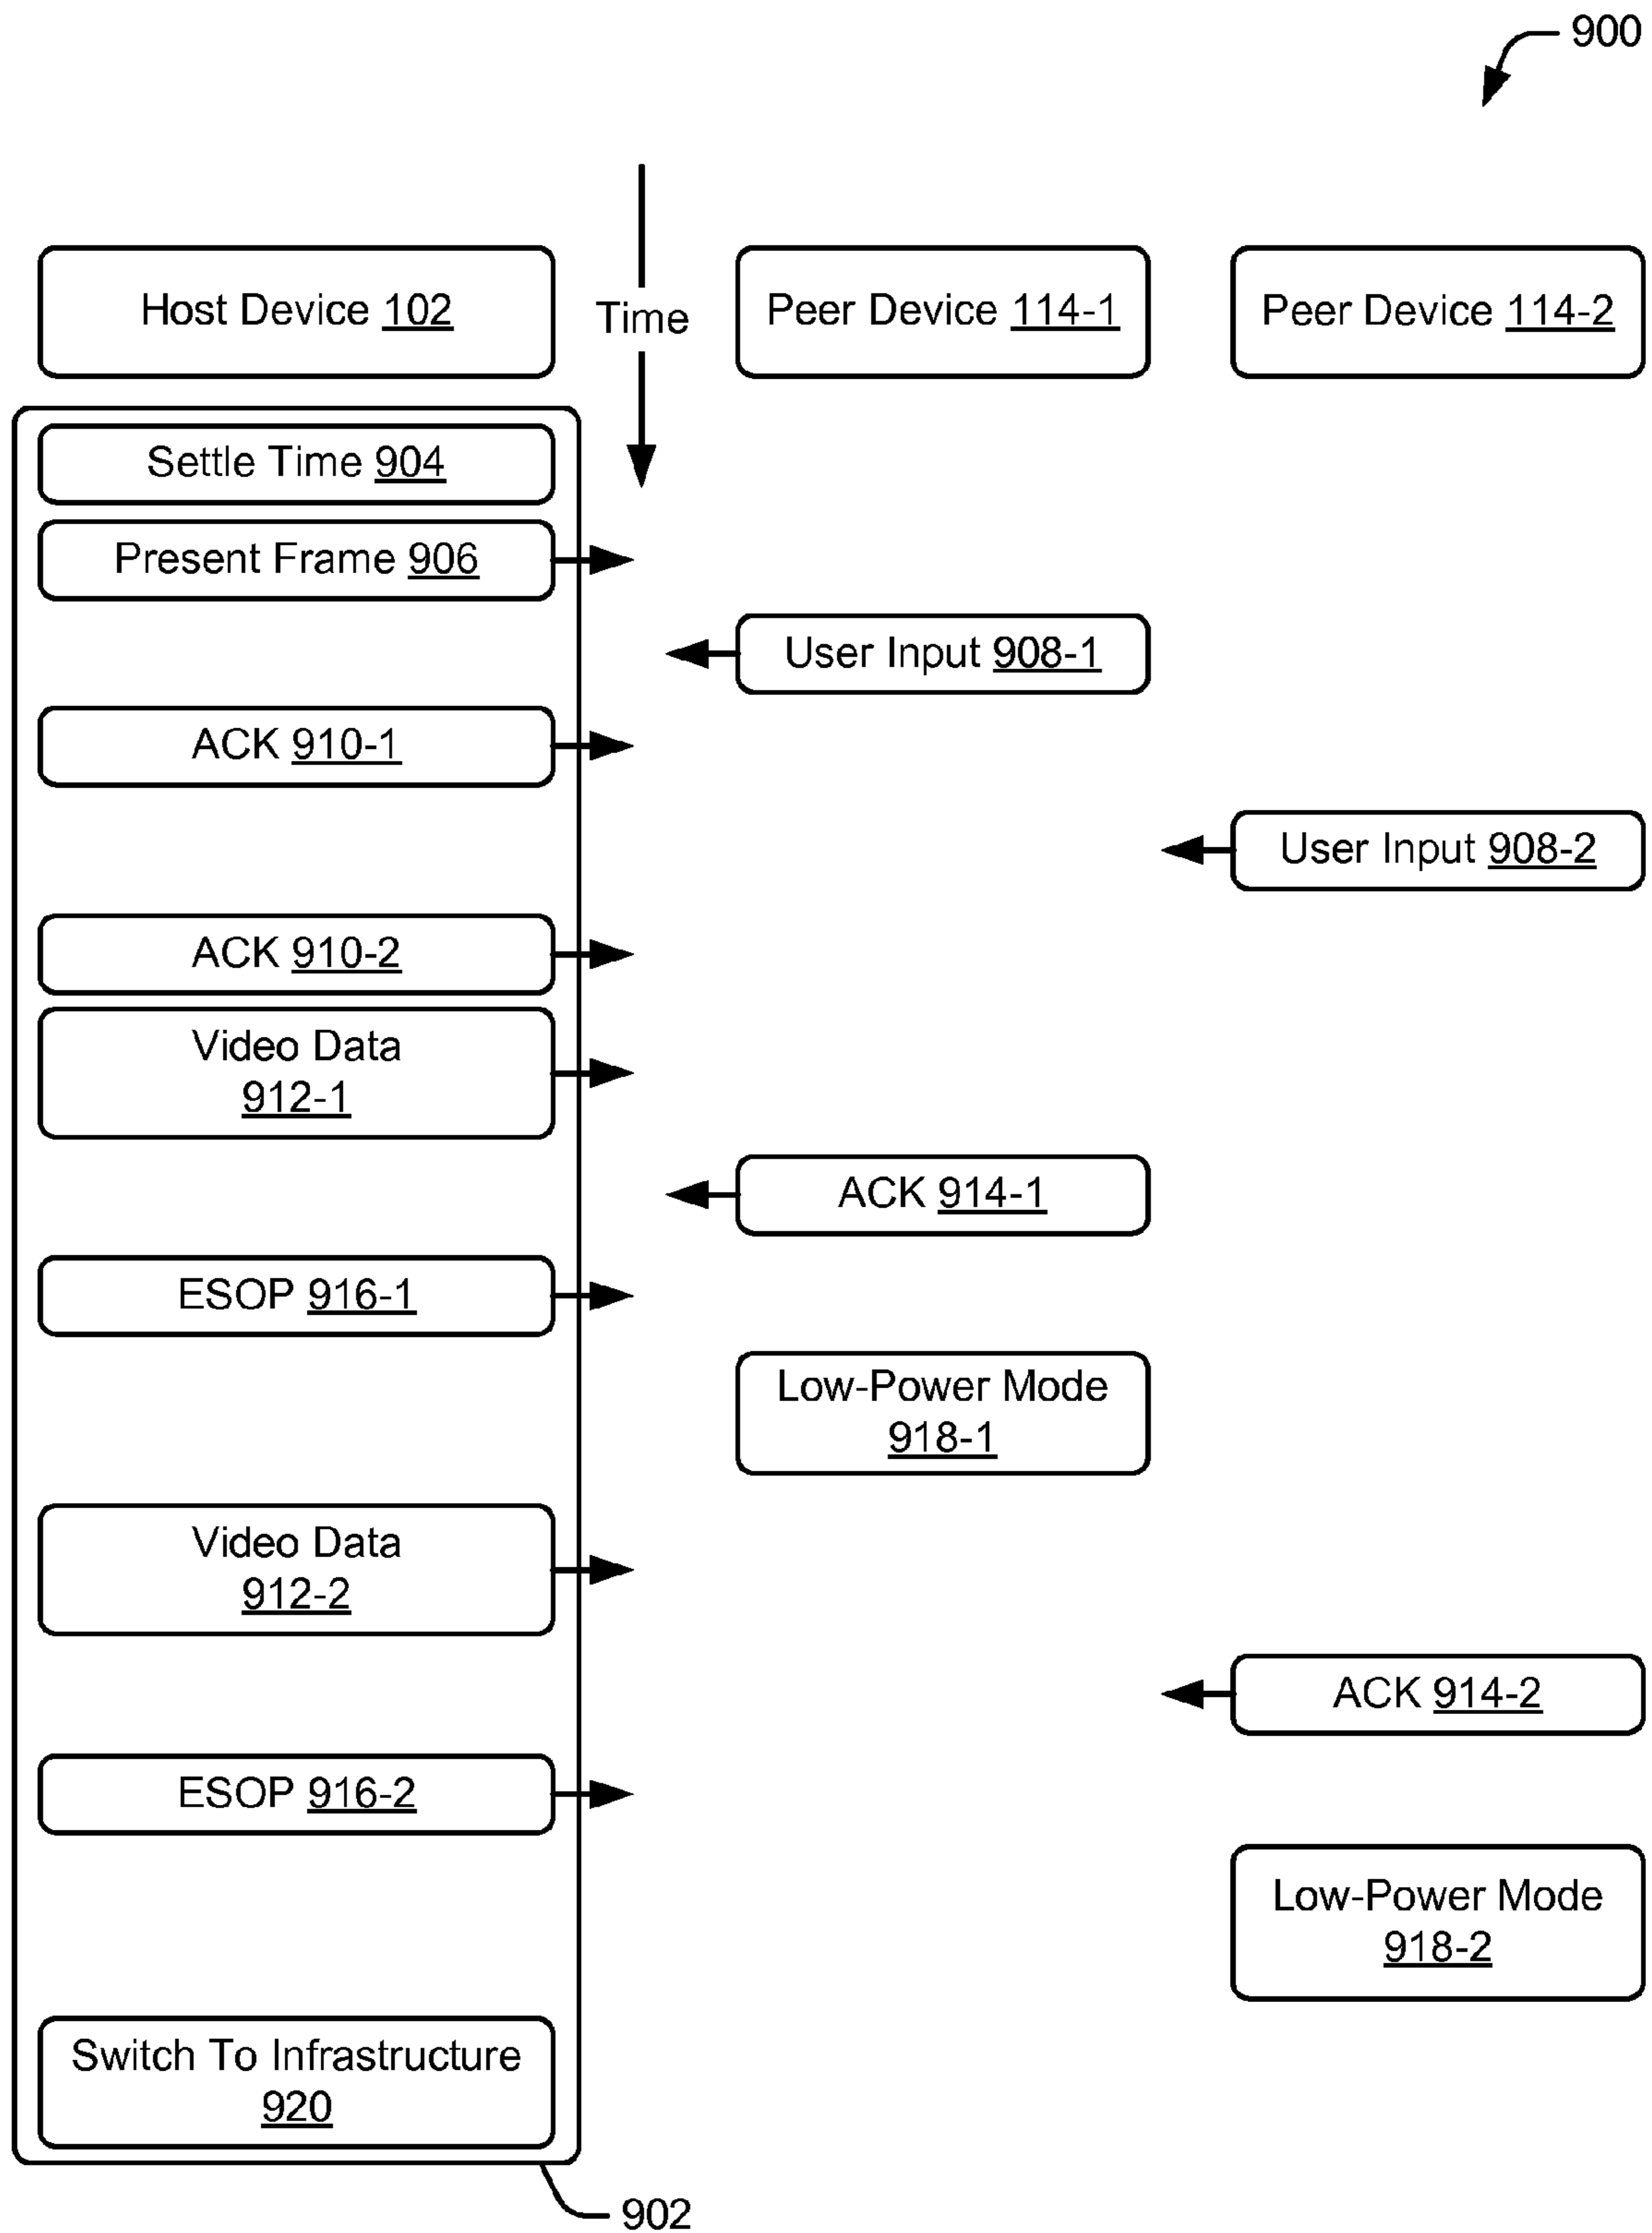 900
Host Device 102
Time
Peer Device 114-1
Peer Device 114-2
Settle Time 904
Present Frame 906
User Input 908-1
ACK 910-1
User Input 908-2
ACK 910-2
Video Data
912-1
ACK 914-1
ESOP 916-1
Low-Power Mode
918-1
Video Data
912-2
ACK 914-2
ESOP 916-2
Low-Power Mode
918-2
Switch To Infrastructure
920
902